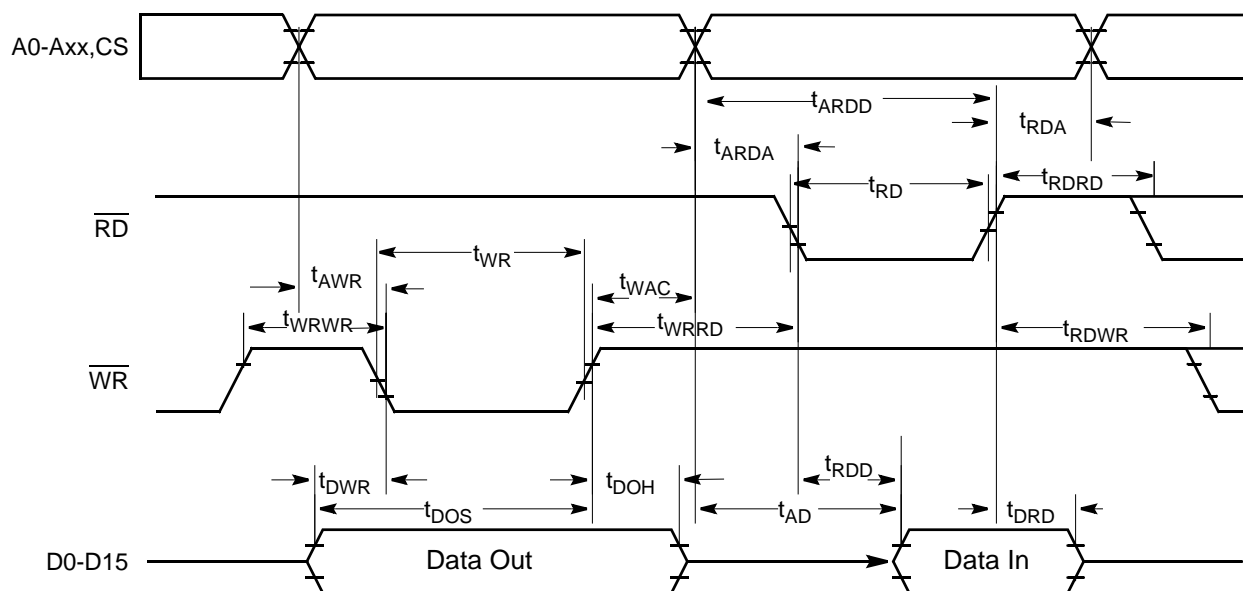 A0-Axx,CS
tARDD
tRDA
tARDA
tRD
tRDRD
RD
tWR
tAWR
tWAC
tWRWR
tWRRD
tRDWR
WR
tRDD
tDWR
tDOH
tDOS
tAD
tDRD
D0-D15
Data Out
Data In